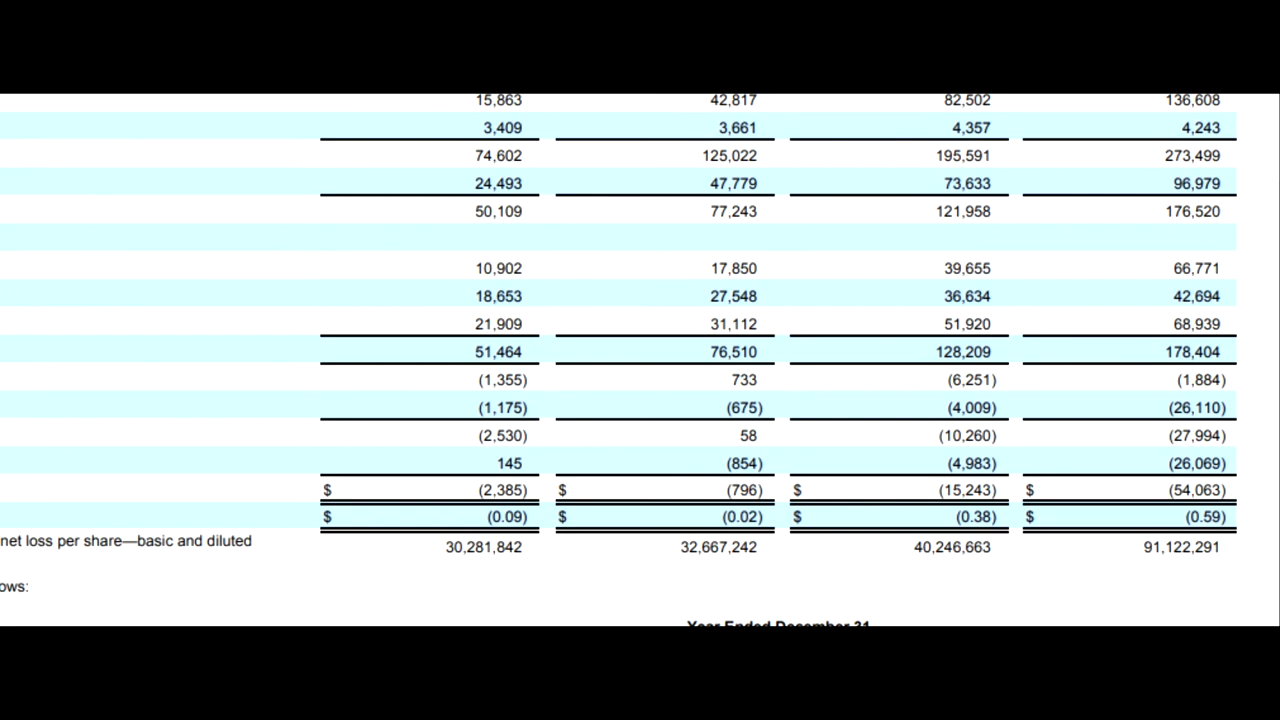 15,863 42,817 82,502 136,608
3,409 3,661 4,357 4,243
74,602 125,022 195,591 273,499
24,493 47,779 73,633 96,979
50,109 77,243 121,958 176,520
10,902 17,850 39,655 66,771
18,653 27,548 36,634 42,694
21,909 31,112 51,920 68,939
51,464 76,510 128,209 178,404
(1,355) 733 (6,251) (1,884)
(1,175) (675) (4,009) (26,110)
(2,530) 58 (10,260) (27,994)
145 (854) (4,983) (26,069)
$ (2,385) $ (796) $ (15,243) $ (54,063)
$ (0.09) $ (0.02) $ (0.38) $ (0.59)
net loss per share—basic and diluted 30,281,842 32,667,242 40,246,663 91,122,291
ows:
Year Ended December 31